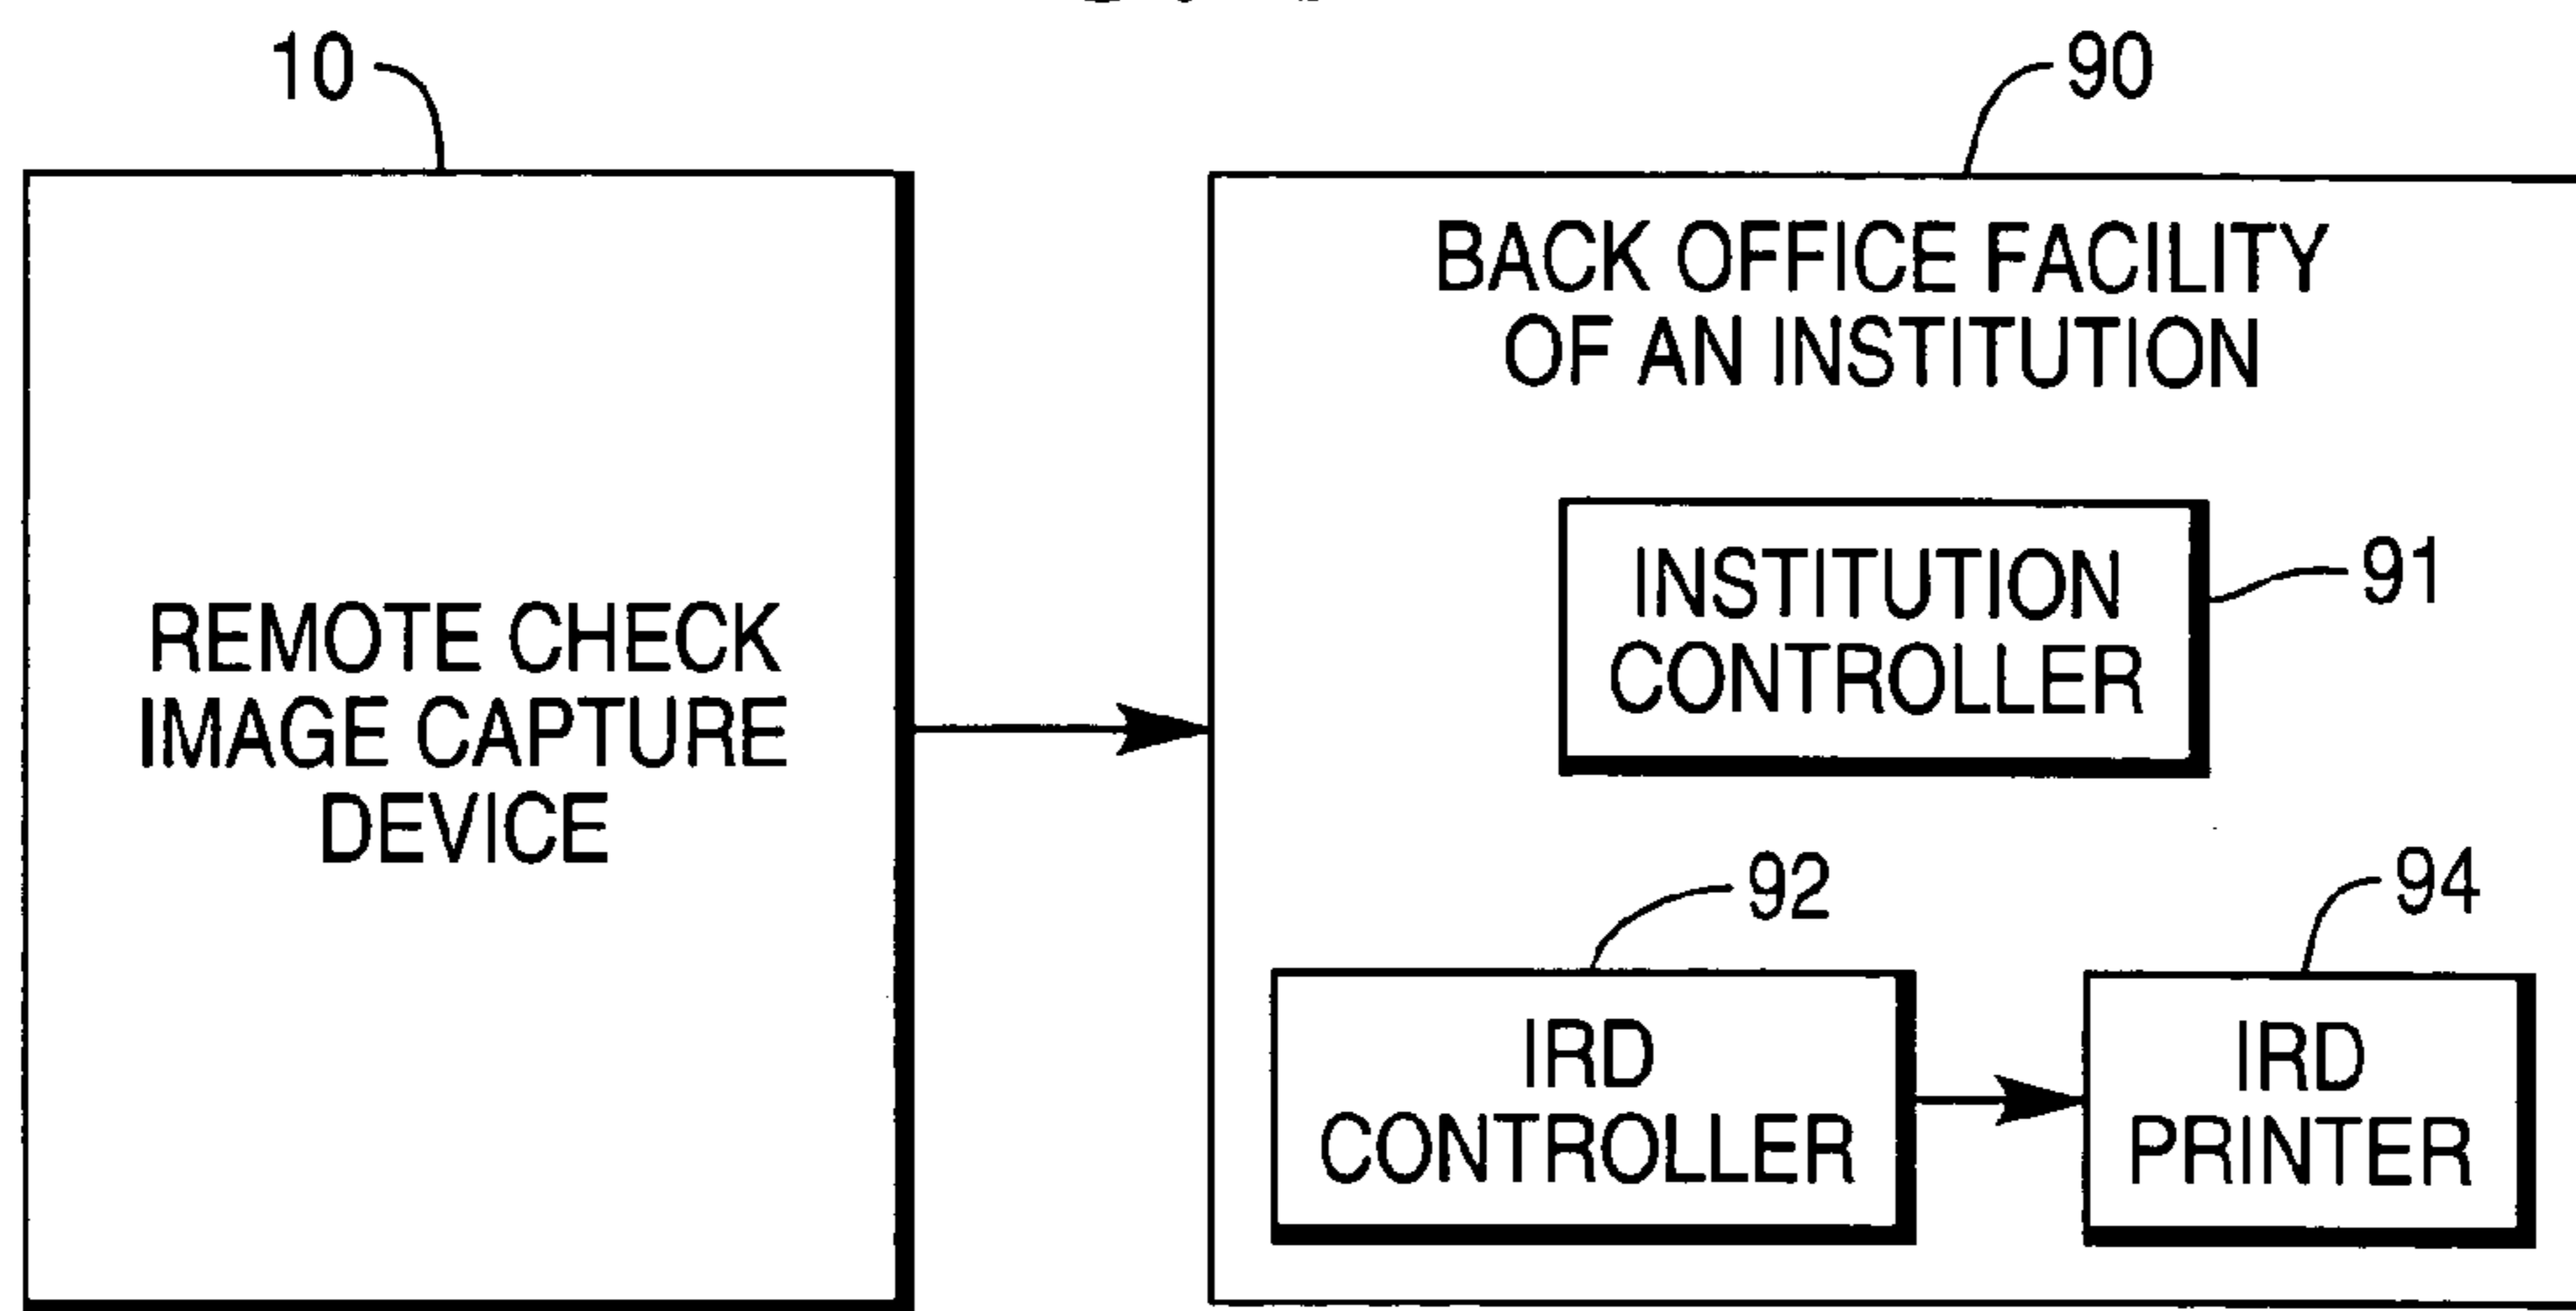 10
90
REMOTE CHECK
IMAGE CAPTURE
DEVICE
BACK OFFICE FACILITY
OF AN INSTITUTION
INSTITUTION
CONTROLLER
91
92
94
IRD
CONTROLLER
IRD
PRINTER